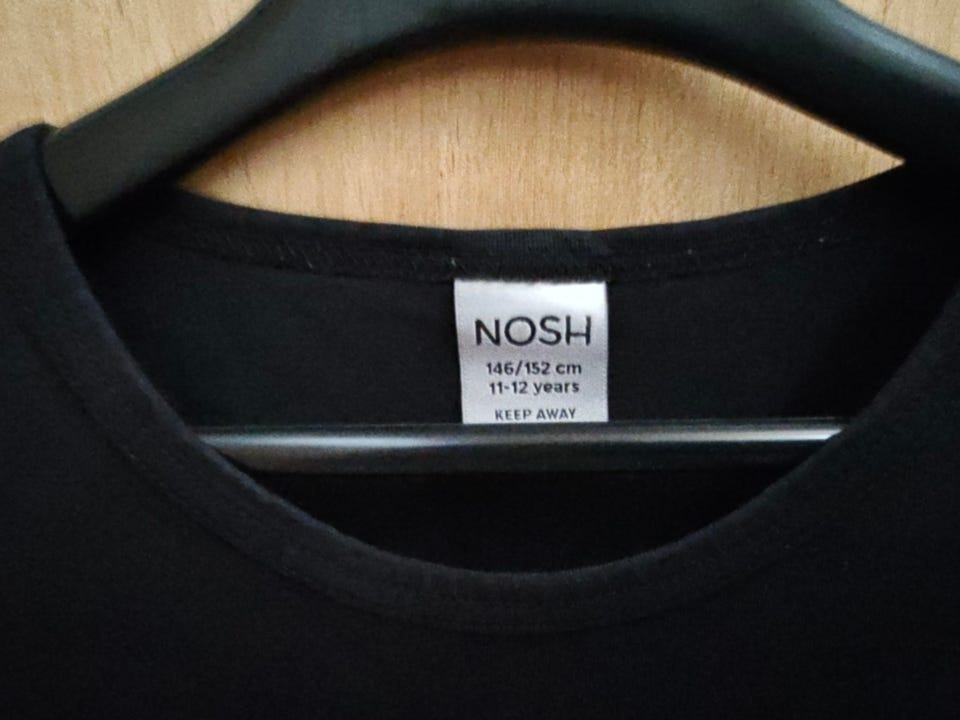 NOSH
146/152 cm
11-12 years
KEEP AWAY